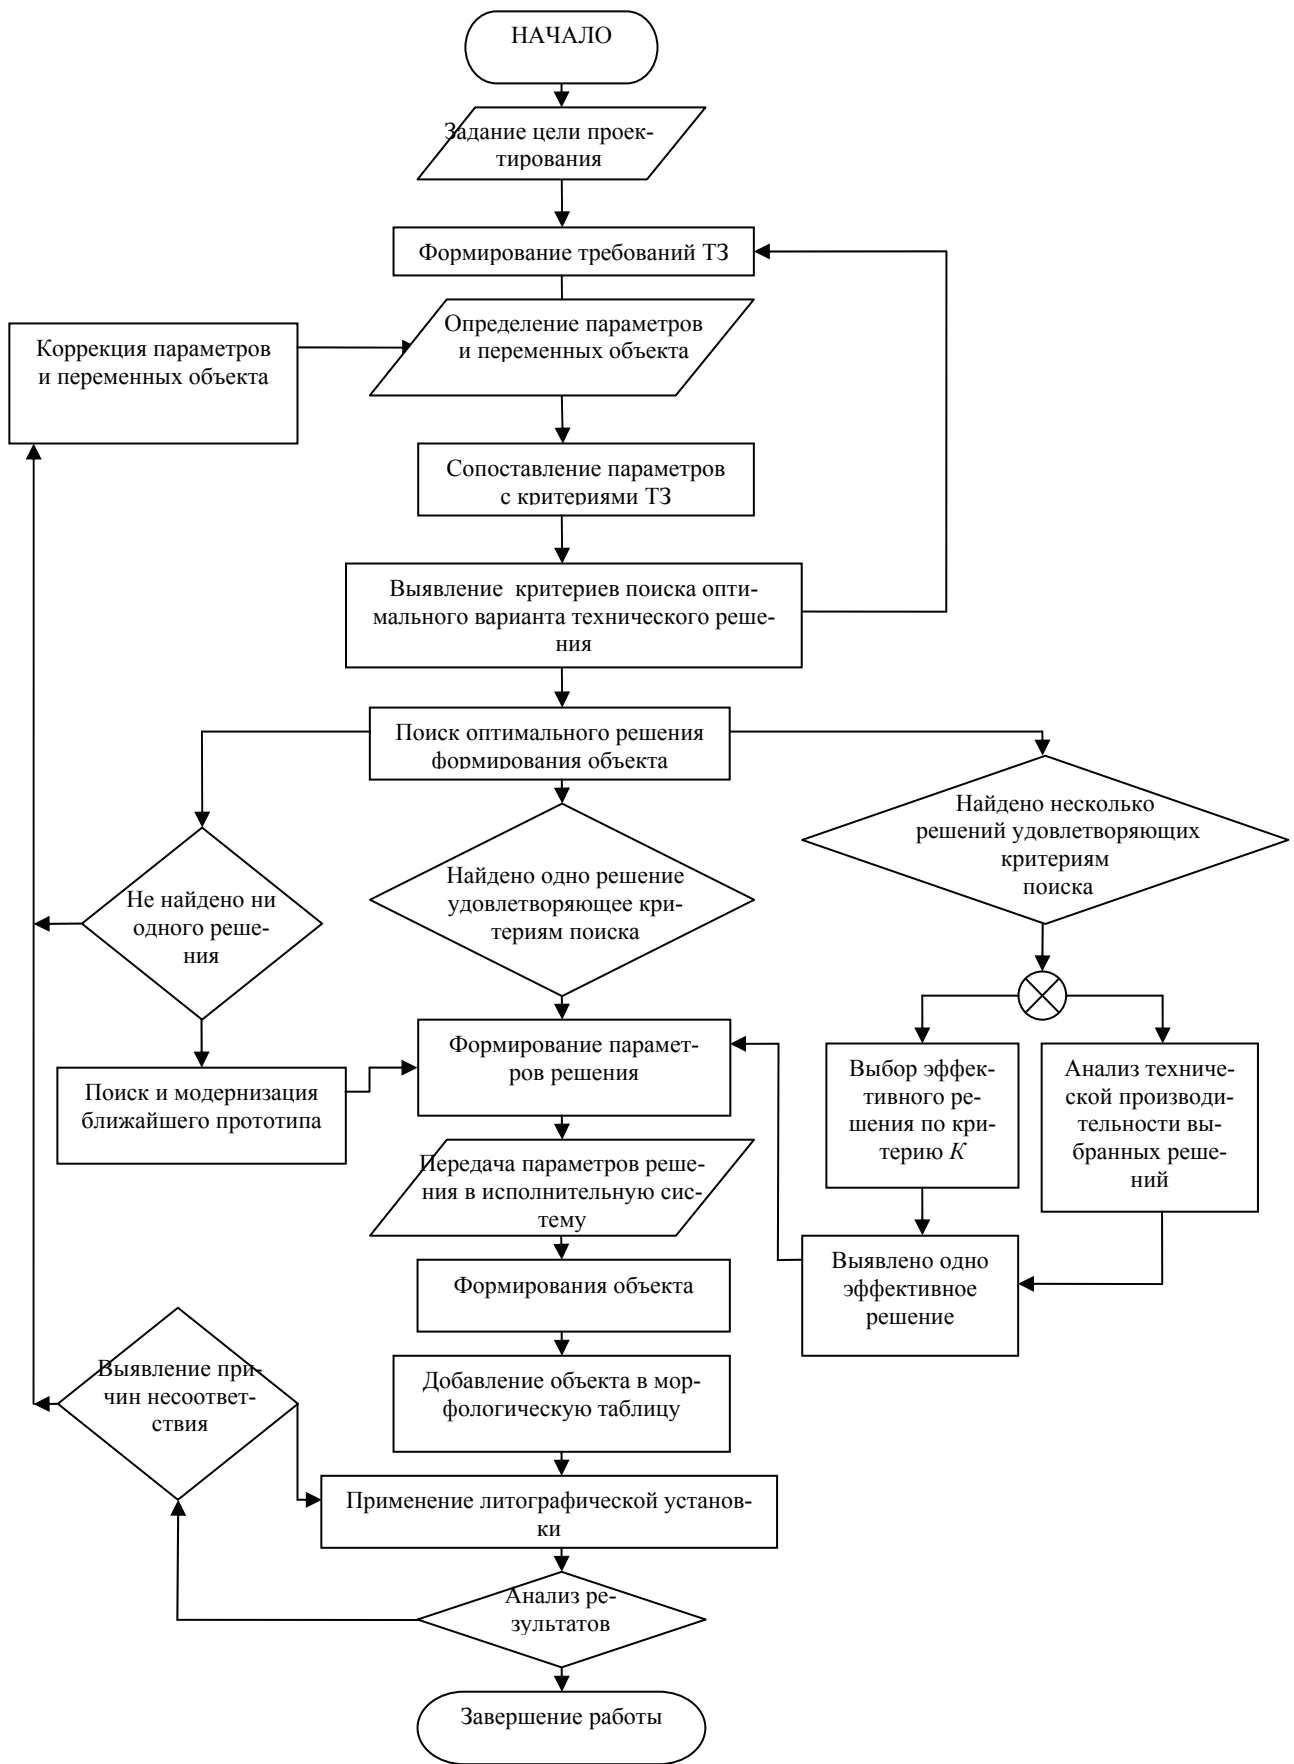 НАЧАЛО
Задание цели проек-
тирования
Формирование требований ТЗ
Определение параметров
и переменных объекта
Коррекция параметров
и переменных объекта
Сопоставление параметров
с критериями ТЗ
Выявление критериев поиска опти-
мального варианта технического реше-
ния
Поиск оптимального решения
формирования объекта
Найдено несколько
решений удовлетворяющих
критериям
поиска
Не найдено ни
одного реше-
ния
Найдено одно решение
удовлетворяющее кри-
териям поиска
Формирование парамет-
ров решения
Поиск и модернизация
ближайшего прототипа
Выбор эффек-
тивного ре-
шения по кри-
терию К
Анализ техниче-
ской производи-
тельности вы-
бранных реше-
ний
Передача параметров реше-
ния в исполнительную сис-
тему
Выявлено одно
эффективное
решение
Формирования объекта
Выявление при-
чин несоответ-
ствия
Добавление объекта в мор-
фологическую таблицу
Применение литографической установ-
ки
Анализ ре-
зультатов
Завершение работы